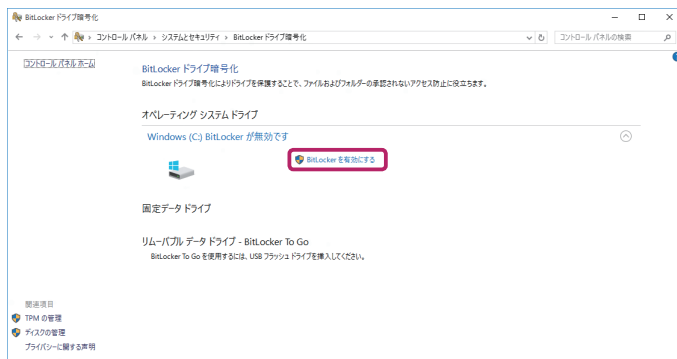 BitLocker ドライブ暗号化
コントロール パネル › システムとセキュリティ › BitLocker ドライブ暗号化
コントロール パネルの検索
コントロール パネル ホーム
BitLocker ドライブ暗号化
BitLocker ドライブ暗号化によりドライブを保護することで、ファイルおよびフォルダーの承認されないアクセス防止に役立ちます。
オペレーティング システム ドライブ
Windows (C:) BitLocker が無効です
BitLocker を有効にする
固定データ ドライブ
リムーバブル データ ドライブ - BitLocker To Go
BitLocker To Go を使用するには、USB フラッシュ ドライブを挿入してください。
関連項目
TPM の管理
ディスクの管理
プライバシーに関する声明